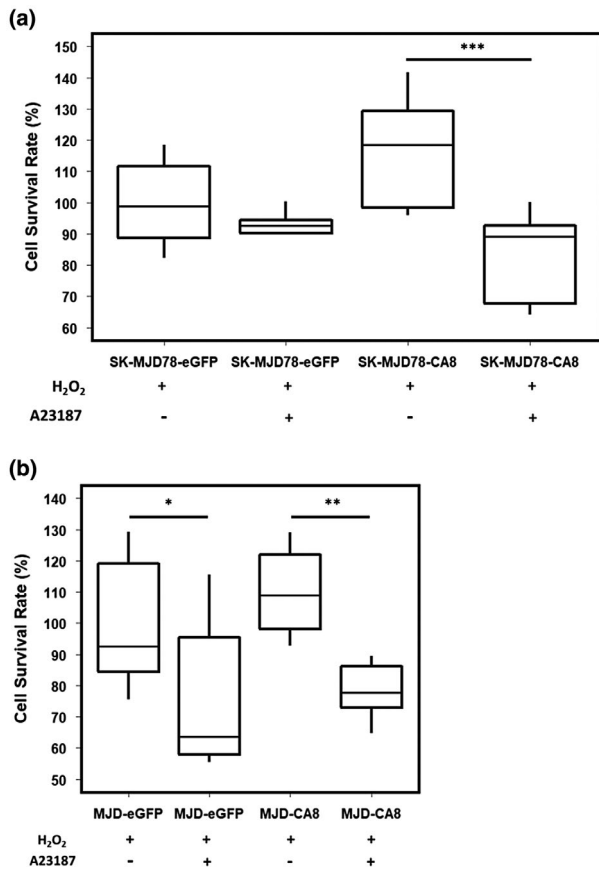 (a)
***
Cell Survival Rate (%)
150
140
130
120
110
100
90
80
70
60
SK-MJD78-eGFP SK-MJD78-eGFP SK-MJD78-CA8 SK-MJD78-CA8
H₂O₂ + + + +
A23187 - + - +
(b)
* **
Cell Survival Rate (%)
140
130
120
110
100
90
80
70
60
50
MJD-eGFP MJD-eGFP MJD-CA8 MJD-CA8
H₂O₂ + + + +
A23187 - + - +